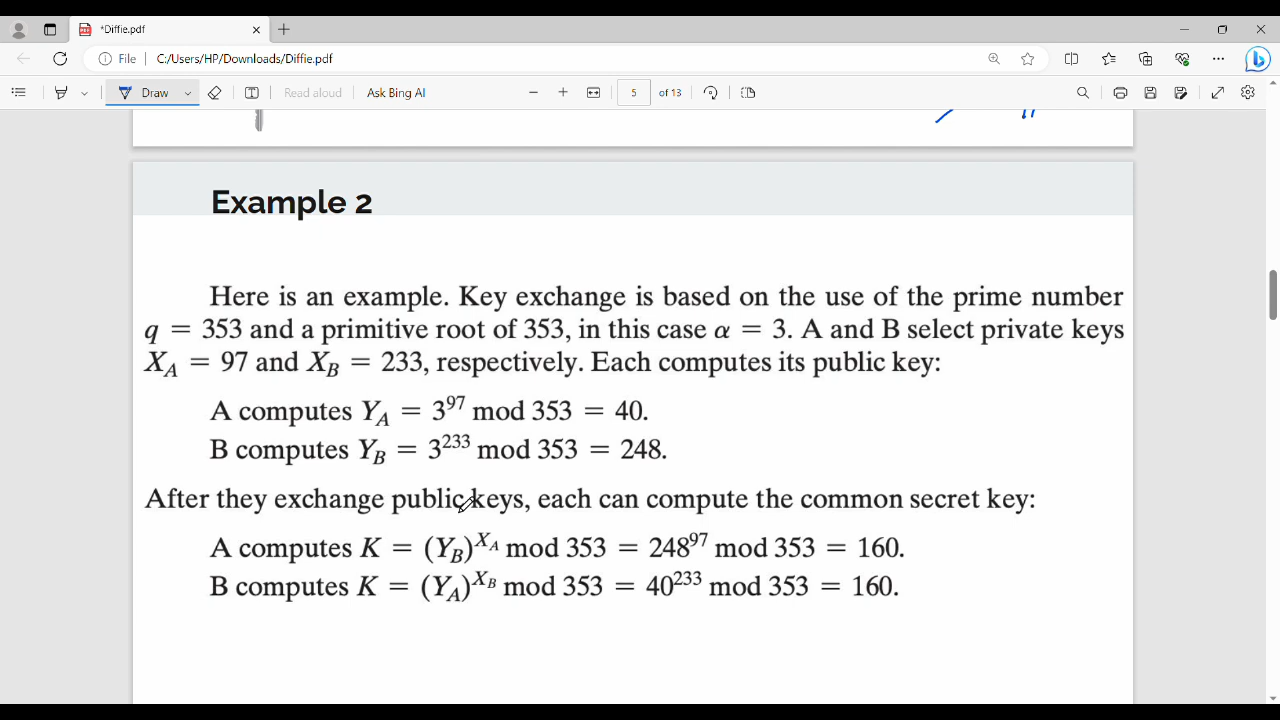 *Diffie.pdf
File C:/Users/HP/Downloads/Diffie.pdf
Draw Read aloud Ask Bing AI 5 of 13
Example 2
Here is an example. Key exchange is based on the use of the prime number
q = 353 and a primitive root of 353, in this case α = 3. A and B select private keys
X_A = 97 and X_B = 233, respectively. Each computes its public key:
A computes Y_A = 3^97 mod 353 = 40.
B computes Y_B = 3^233 mod 353 = 248.
After they exchange public keys, each can compute the common secret key:
A computes K = (Y_B)^X_A mod 353 = 248^97 mod 353 = 160.
B computes K = (Y_A)^X_B mod 353 = 40^233 mod 353 = 160.